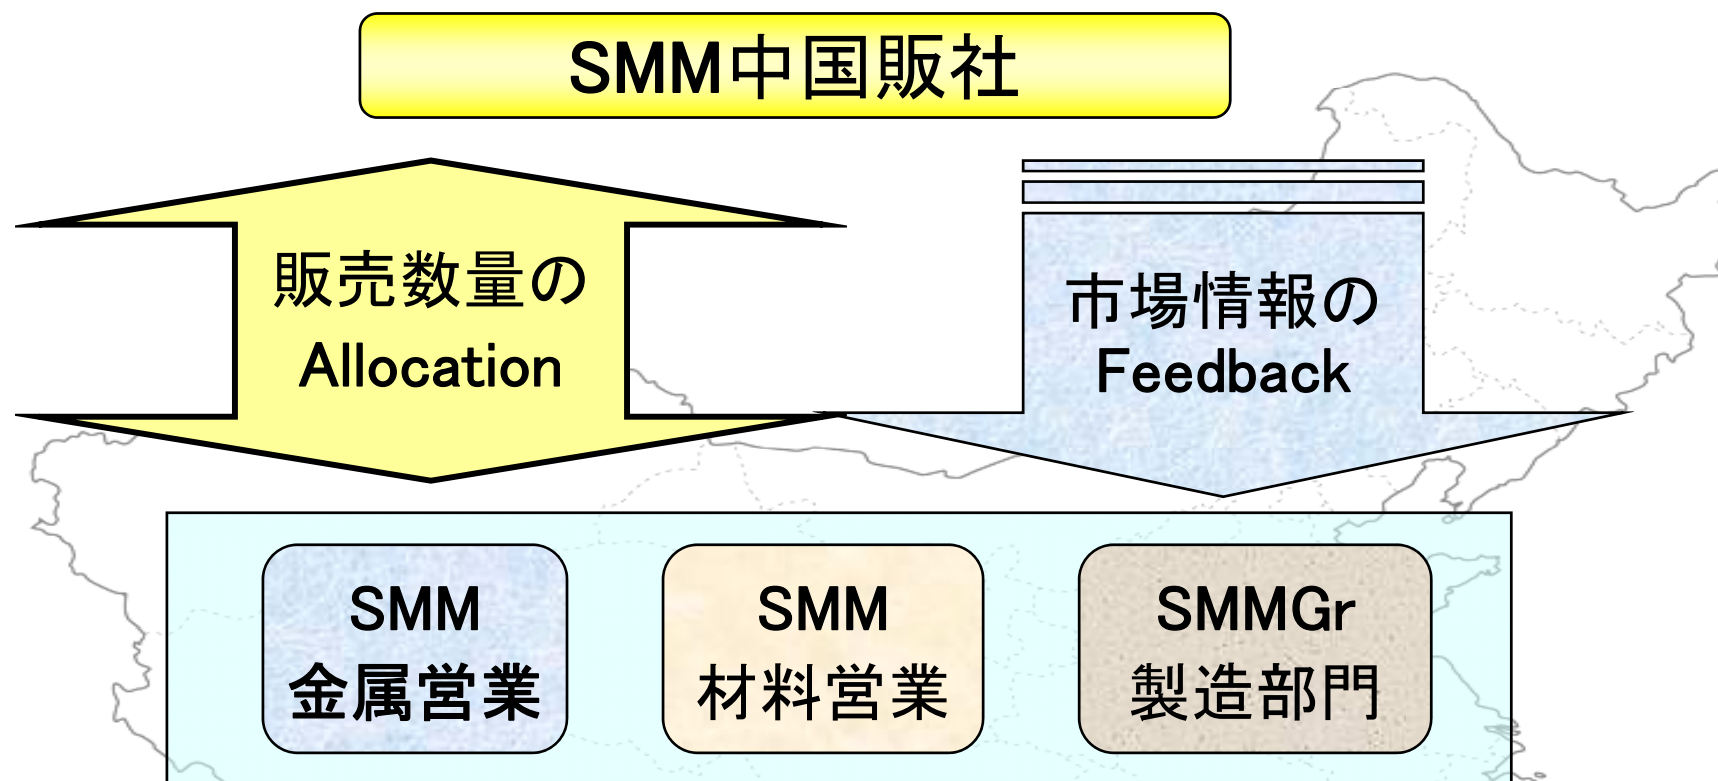 SMM中国販社
販売数量の
Allocation
市場情報の
Feedback
SMM
金属営業
SMM
材料営業
SMMGr
製造部門